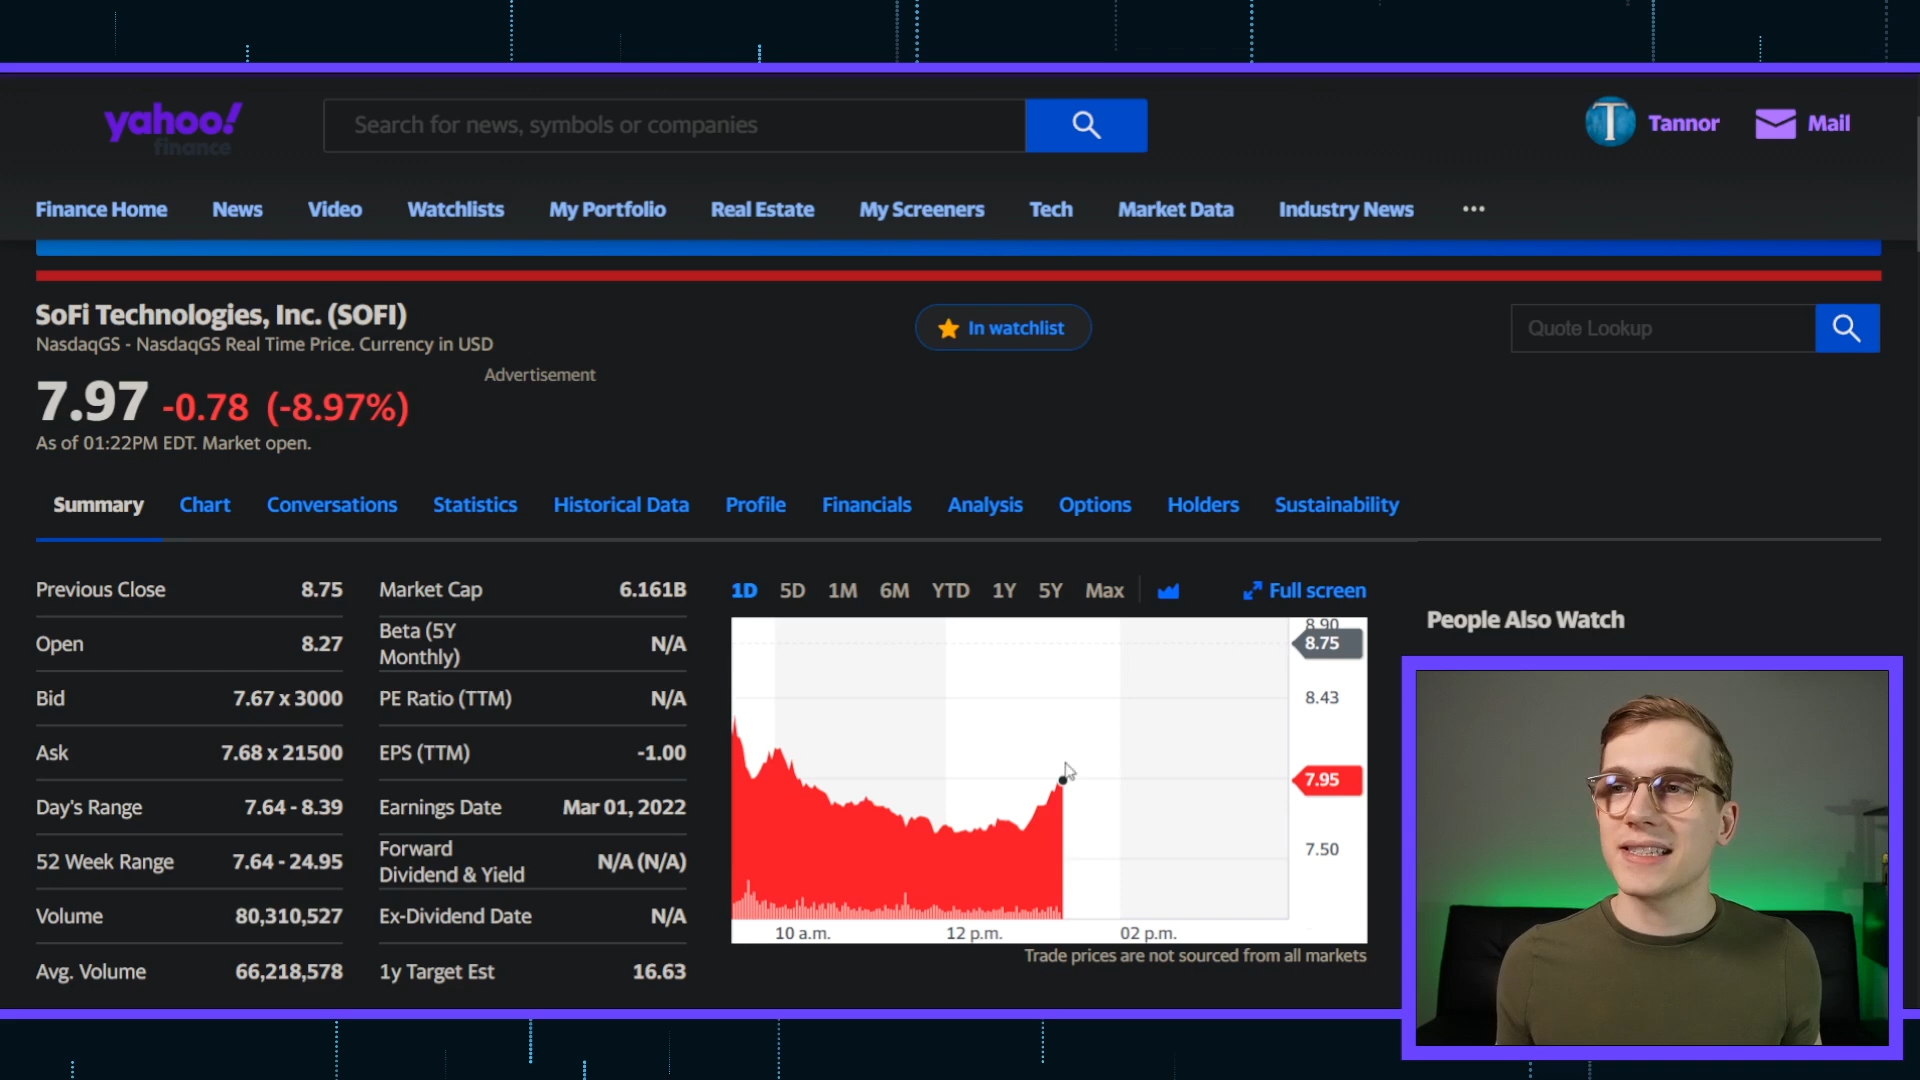 yahoo!
finance
Search for news, symbols or companies
T
Tannor
Mail
Finance Home
News
Video
Watchlists
My Portfolio
Real Estate
My Screeners
Tech
Market Data
Industry News
SoFi Technologies, Inc. (SOFI)
NasdaqGS - NasdaqGS Real Time Price. Currency in USD
In watchlist
Quote Lookup
Advertisement
7.97 -0.78 (-8.97%)
As of 01:22PM EDT. Market open.
Summary
Chart
Conversations
Statistics
Historical Data
Profile
Financials
Analysis
Options
Holders
Sustainability
Previous Close 8.75
Open 8.27
Bid 7.67 x 3000
Ask 7.68 x 21500
Day's Range 7.64 - 8.39
52 Week Range 7.64 - 24.95
Volume 80,310,527
Avg. Volume 66,218,578
Market Cap 6.161B
Beta (5Y
Monthly) N/A
PE Ratio (TTM) N/A
EPS (TTM) -1.00
Earnings Date Mar 01, 2022
Forward
Dividend & Yield N/A (N/A)
Ex-Dividend Date N/A
1y Target Est 16.63
1D 5D 1M 6M YTD 1Y 5Y Max
Full screen
8.90
8.75
8.43
7.95
7.50
10 a.m. 12 p.m. 02 p.m.
Trade prices are not sourced from all markets
People Also Watch